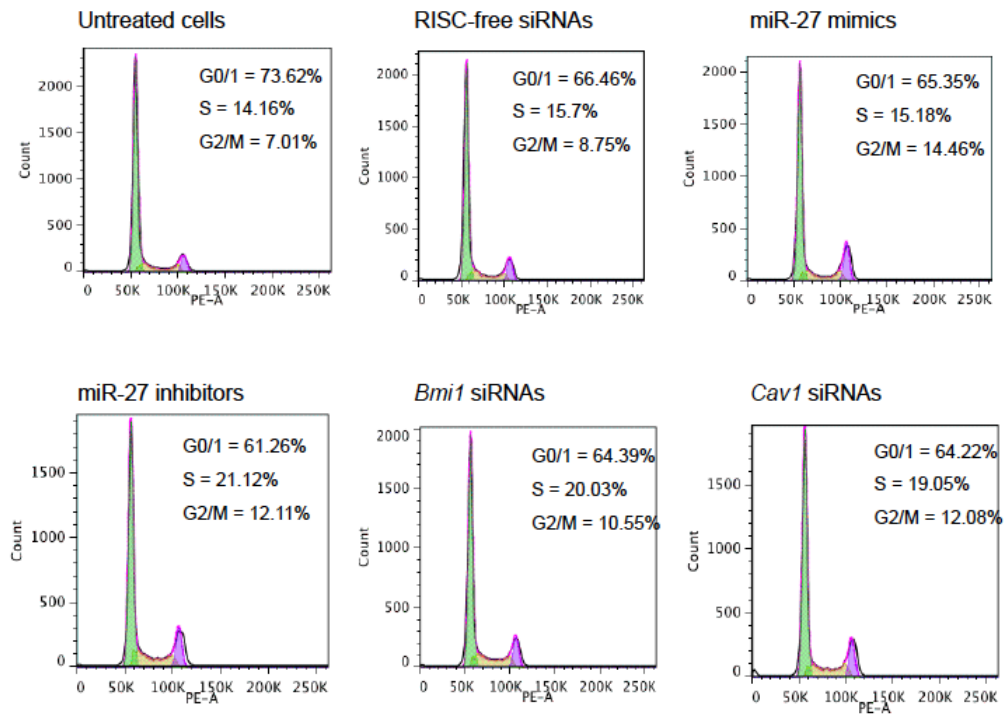 Untreated cells
G0/1 = 73.62%
S = 14.16%
G2/M = 7.01%
Count
2000
1500
1000
500
0
0 50K 100K 150K 200K 250K
PE-A
RISC-free siRNAs
G0/1 = 66.46%
S = 15.7%
G2/M = 8.75%
Count
2000
1500
1000
500
0
0 50K 100K 150K 200K 250K
PE-A
miR-27 mimics
G0/1 = 65.35%
S = 15.18%
G2/M = 14.46%
Count
2000
1500
1000
500
0
0 50K 100K 150K 200K 250K
PE-A
miR-27 inhibitors
G0/1 = 61.26%
S = 21.12%
G2/M = 12.11%
Count
1500
1000
500
0
0 50K 100K 150K 200K 250K
PE-A
Bmi1 siRNAs
G0/1 = 64.39%
S = 20.03%
G2/M = 10.55%
Count
2000
1500
1000
500
0
0 50K 100K 150K 200K 250K
PE-A
Cav1 siRNAs
G0/1 = 64.22%
S = 19.05%
G2/M = 12.08%
Count
1500
1000
500
0
0 50K 100K 150K 200K 250K
PE-A